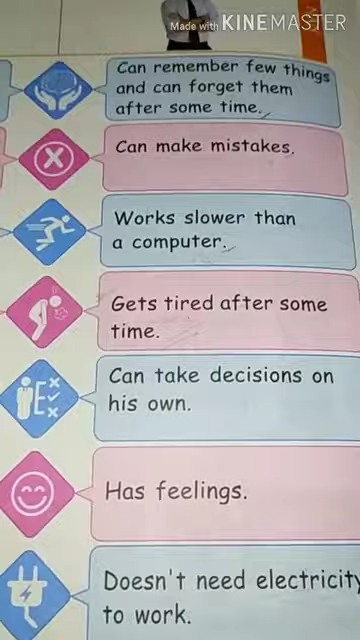 Made with KINEMASTER
Can remember few things
and can forget them
after some time.
Can make mistakes.
Works slower than
a computer.
Gets tired after some
time.
Can take decisions on
his own.
Has feelings.
Doesn't need electricity
to work.